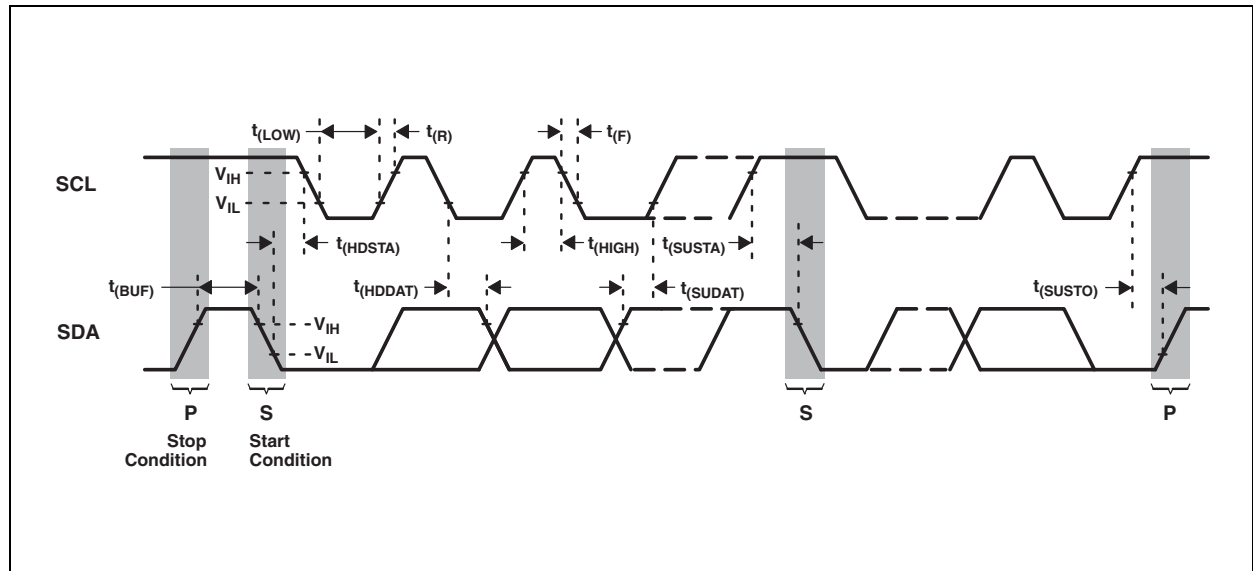 t(LOW)
t(R)
t(F)
SCL
VIH
VIL
t(HDSTA)
t(HIGH)
t(SUSTA)
t(BUF)
t(HDDAT)
t(SUDAT)
t(SUSTO)
SDA
VIH
VIL
P
S
S
P
Stop
Condition
Start
Condition